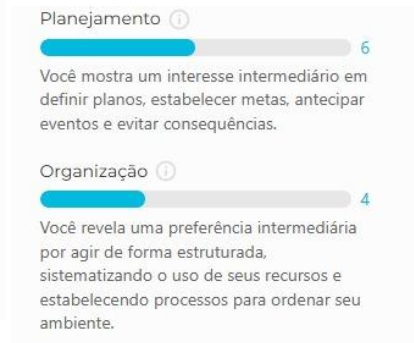 Planejamento
6
Você mostra um interesse intermediário em
definir planos, estabelecer metas, antecipar
eventos e evitar consequências.
Organização
4
Você revela uma preferência intermediária
por agir de forma estruturada,
sistematizando o uso de seus recursos e
estabelecendo processos para ordenar seu
ambiente.